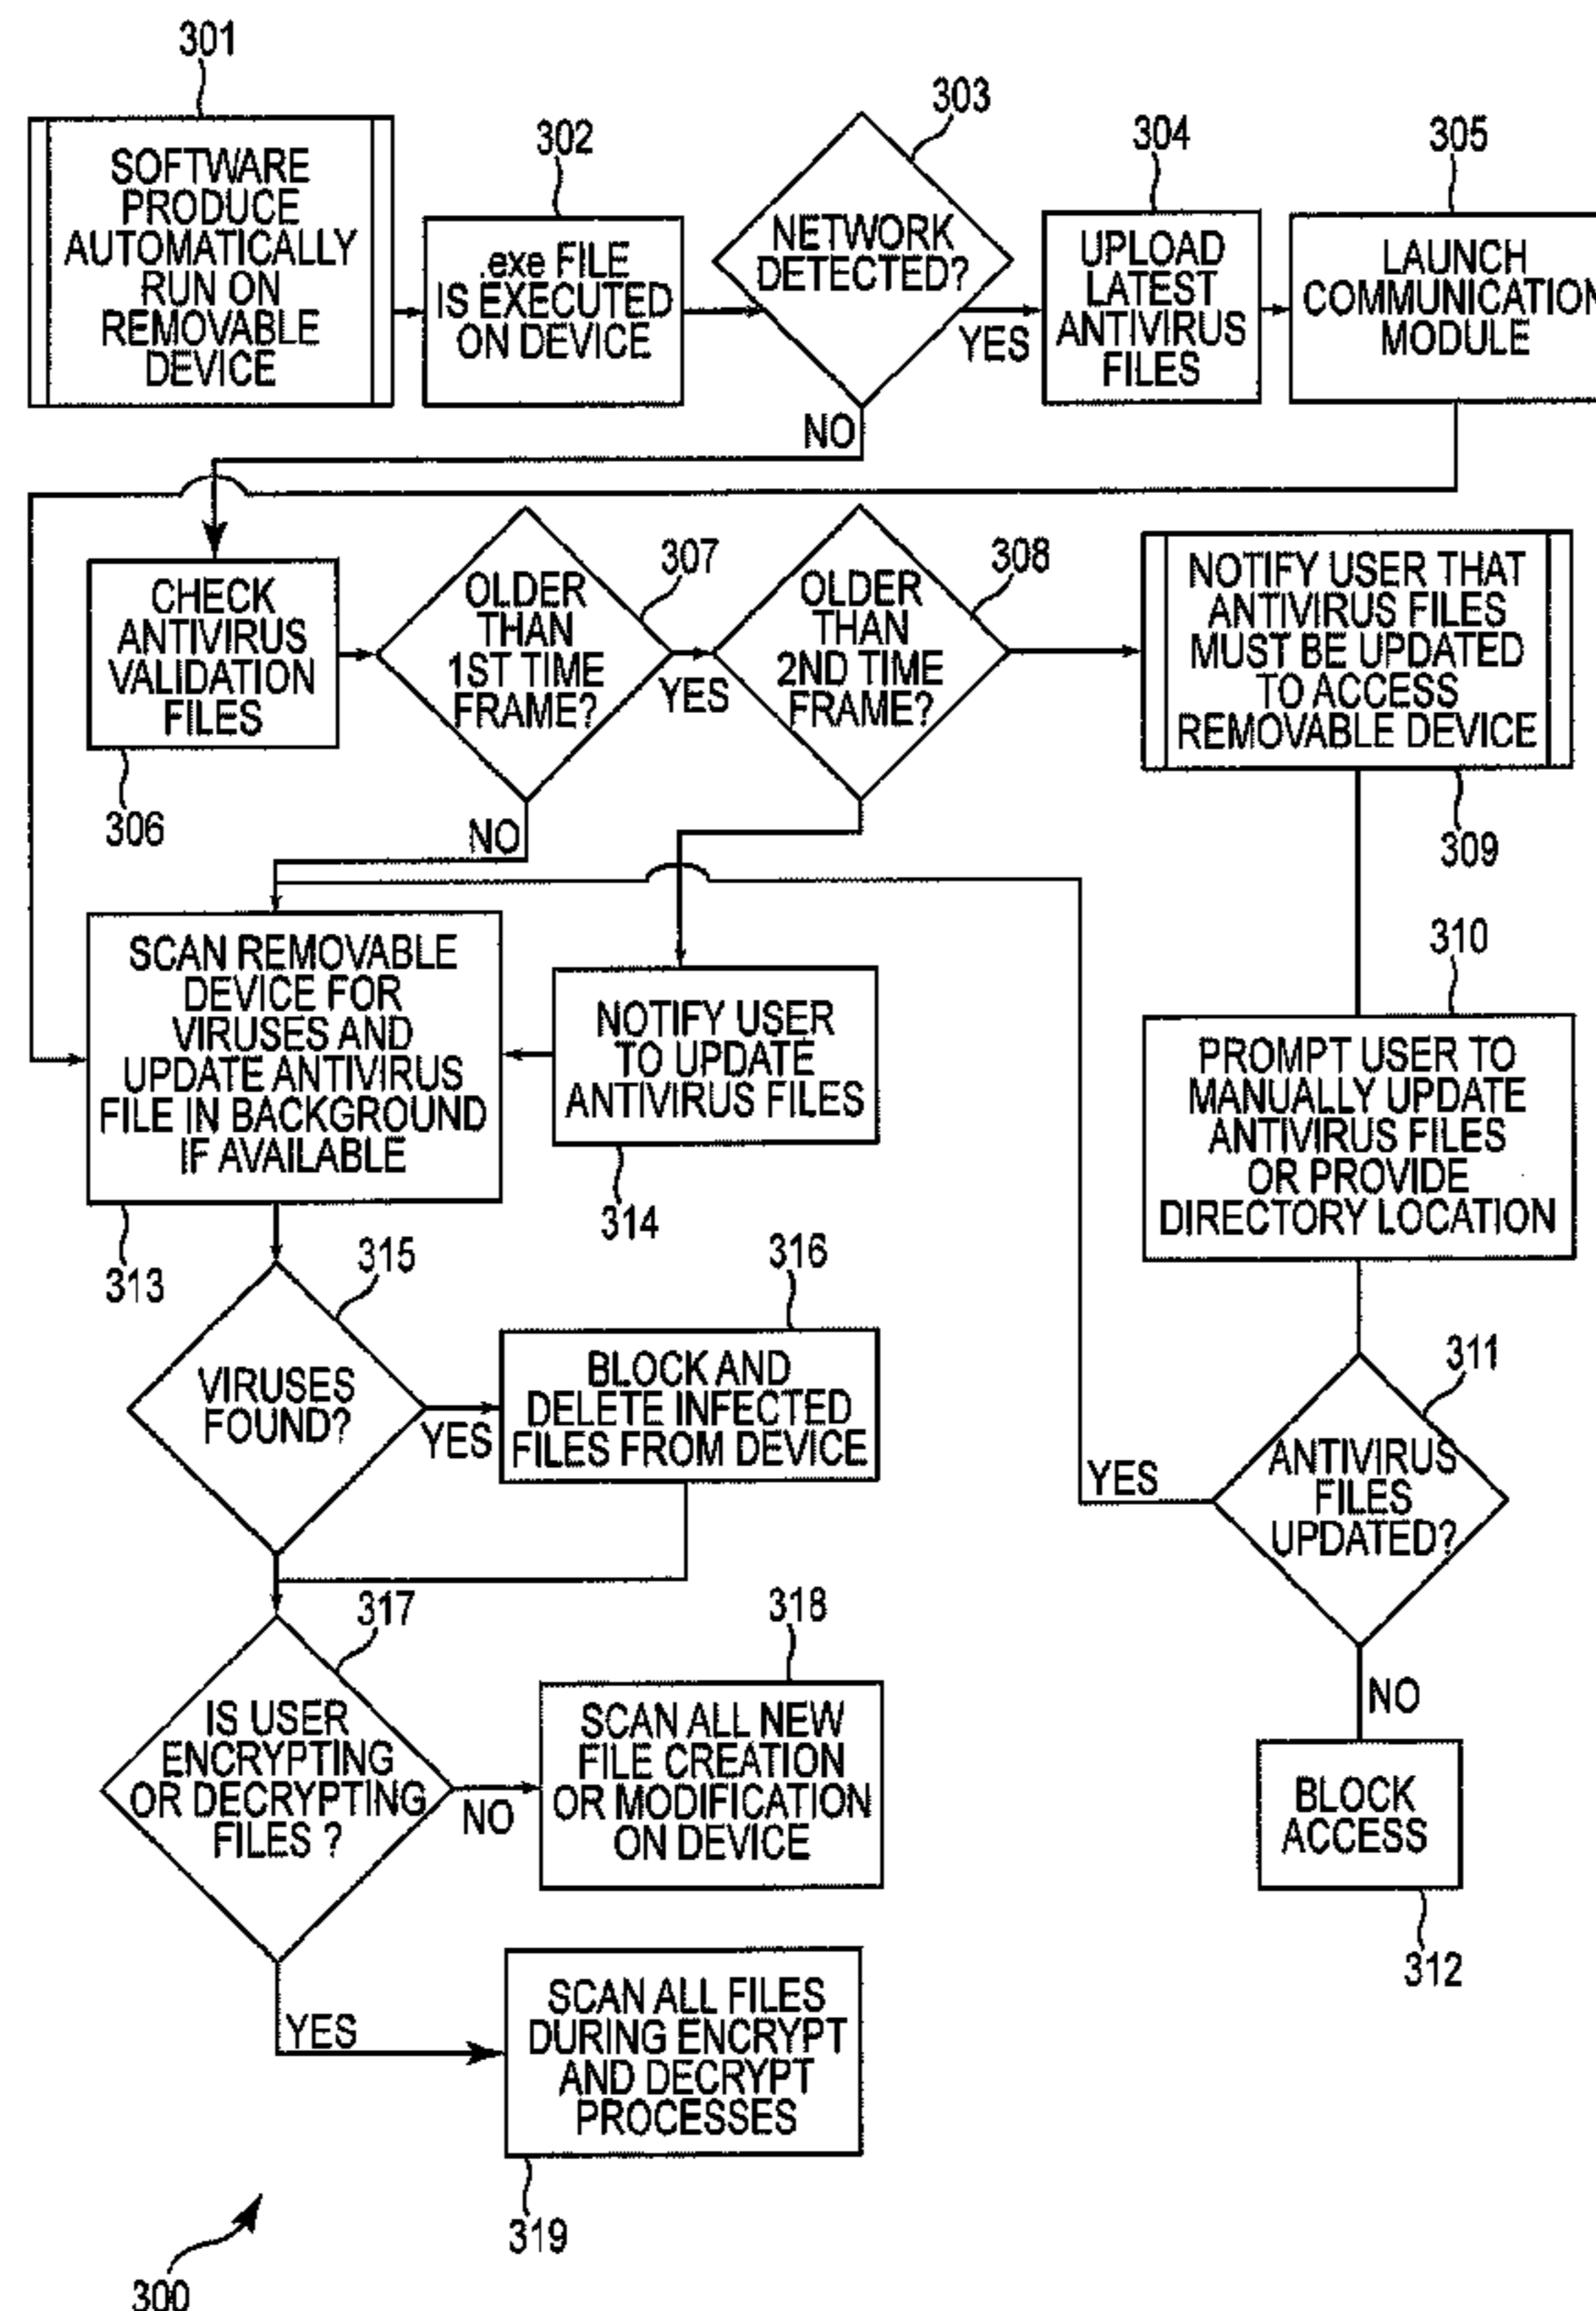 301
SOFTWARE
PRODUCE
AUTOMATICALLY
RUN ON
REMOVABLE
DEVICE
302
.exe FILE
IS EXECUTED
ON DEVICE
303
NETWORK
DETECTED?
YES
NO
304
UPLOAD
LATEST
ANTIVIRUS
FILES
305
LAUNCH
COMMUNICATION
MODULE
CHECK
ANTIVIRUS
VALIDATION
FILES
306
307
OLDER
THAN
1ST TIME
FRAME?
YES
NO
308
OLDER
THAN
2ND TIME
FRAME?
NOTIFY USER THAT
ANTIVIRUS FILES
MUST BE UPDATED
TO ACCESS
REMOVABLE DEVICE
309
SCAN REMOVABLE
DEVICE FOR
VIRUSES AND
UPDATE ANTIVIRUS
FILE IN BACKGROUND
IF AVAILABLE
313
NOTIFY USER
TO UPDATE
ANTIVIRUS FILES
314
310
PROMPT USER TO
MANUALLY UPDATE
ANTIVIRUS FILES
OR PROVIDE
DIRECTORY LOCATION
315
VIRUSES
FOUND?
YES
316
BLOCK AND
DELETE INFECTED
FILES FROM DEVICE
311
ANTIVIRUS
FILES
UPDATED?
YES
NO
317
IS USER
ENCRYPTING
OR DECRYPTING
FILES ?
NO
YES
318
SCAN ALL NEW
FILE CREATION
OR MODIFICATION
ON DEVICE
BLOCK
ACCESS
312
SCAN ALL FILES
DURING ENCRYPT
AND DECRYPT
PROCESSES
319
300